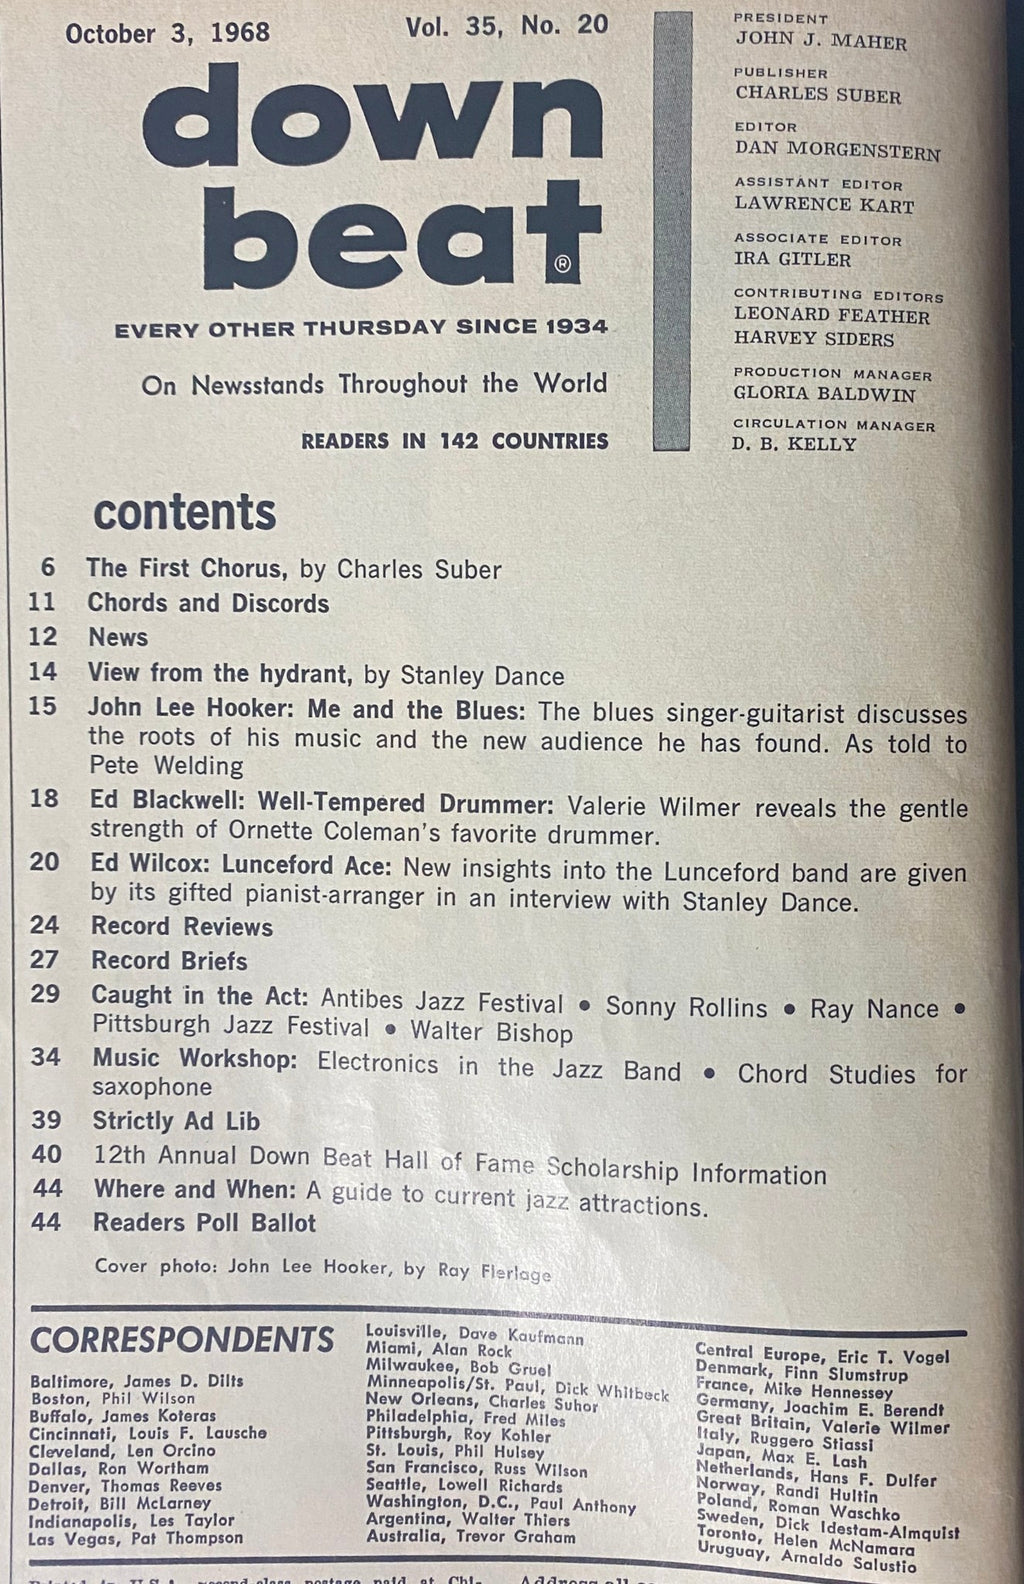 October 3, 1968
Vol. 35, No. 20
down
beat
®
EVERY OTHER THURSDAY SINCE 1934
On Newsstands Throughout the World
READERS IN 142 COUNTRIES
PRESIDENT
JOHN J. MAHER
PUBLISHER
CHARLES SUBER
EDITOR
DAN MORGENSTERN
ASSISTANT EDITOR
LAWRENCE KART
ASSOCIATE EDITOR
IRA GITLER
CONTRIBUTING EDITORS
LEONARD FEATHER
HARVEY SIDERS
PRODUCTION MANAGER
GLORIA BALDWIN
CIRCULATION MANAGER
D. B. KELLY
contents
6 The First Chorus, by Charles Suber
11 Chords and Discords
12 News
14 View from the hydrant, by Stanley Dance
15 John Lee Hooker: Me and the Blues: The blues singer-guitarist discusses
the roots of his music and the new audience he has found. As told to
Pete Welding
18 Ed Blackwell: Well-Tempered Drummer: Valerie Wilmer reveals the gentle
strength of Ornette Coleman's favorite drummer.
20 Ed Wilcox: Lunceford Ace: New insights into the Lunceford band are given
by its gifted pianist-arranger in an interview with Stanley Dance.
24 Record Reviews
27 Record Briefs
29 Caught in the Act: Antibes Jazz Festival • Sonny Rollins • Ray Nance •
Pittsburgh Jazz Festival • Walter Bishop
34 Music Workshop: Electronics in the Jazz Band • Chord Studies for
saxophone
39 Strictly Ad Lib
40 12th Annual Down Beat Hall of Fame Scholarship Information
44 Where and When: A guide to current jazz attractions.
44 Readers Poll Ballot
Cover photo: John Lee Hooker, by Ray Flerlage
CORRESPONDENTS
Baltimore, James D. Dilts
Boston, Phil Wilson
Buffalo, James Koteras
Cincinnati, Louis F. Lausche
Cleveland, Len Orcino
Dallas, Ron Wortham
Denver, Thomas Reeves
Detroit, Bill McLarney
Indianapolis, Les Taylor
Las Vegas, Pat Thompson
Louisville, Dave Kaufmann
Miami, Alan Rock
Milwaukee, Bob Gruel
Minneapolis/St. Paul, Dick Whitbeck
New Orleans, Charles Suhor
Philadelphia, Fred Miles
Pittsburgh, Roy Kohler
St. Louis, Phil Hulsey
San Francisco, Russ Wilson
Seattle, Lowell Richards
Washington, D.C., Paul Anthony
Argentina, Walter Thiers
Australia, Trevor Graham
Central Europe, Eric T. Vogel
Denmark, Finn Slumstrup
France, Mike Hennessey
Germany, Joachim E. Berendt
Great Britain, Valerie Wilmer
Italy, Ruggero Stiassi
Japan, Max E. Lash
Netherlands, Hans F. Dulfer
Norway, Randi Hultin
Poland, Roman Waschko
Sweden, Dick Idestam-Almquist
Toronto, Helen McNamara
Uruguay, Arnaldo Salustio